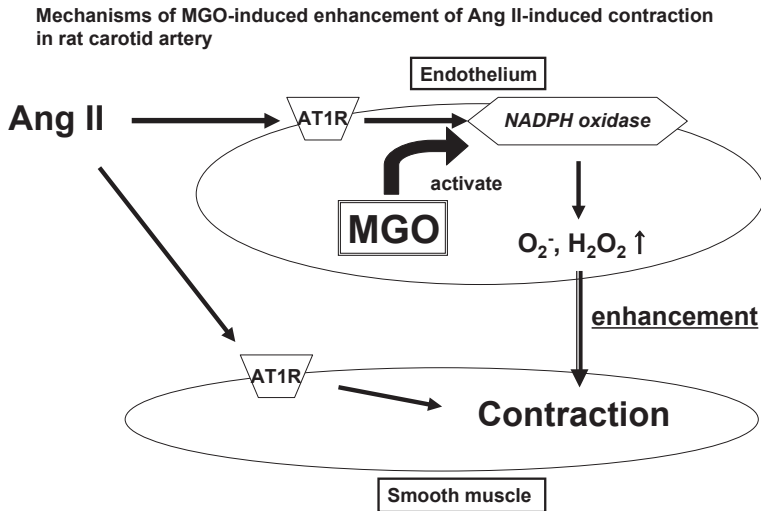 Mechanisms of MGO-induced enhancement of Ang II-induced contraction
in rat carotid artery
Endothelium
Ang II
AT1R
NADPH oxidase
activate
MGO
O₂⁻, H₂O₂ ↑
enhancement
AT1R
Contraction
Smooth muscle